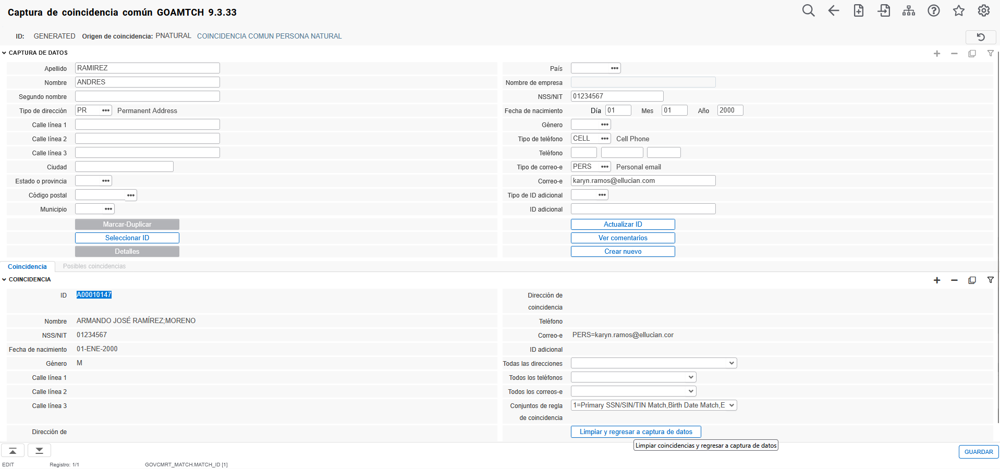 Captura de coincidencia común GOAMTCH 9.3.33
ID: GENERATED Origen de coincidencia: PNATURAL COINCIDENCIA COMUN PERSONA NATURAL
CAPTURA DE DATOS
Apellido RAMIREZ
Nombre ANDRES
Segundo nombre
Tipo de dirección PR Permanent Address
Calle línea 1
Calle línea 2
Calle línea 3
Ciudad
Estado o provincia
Código postal
Municipio
Marcar-Duplicar
Seleccionar ID
Detalles
País
Nombre de empresa
NSS/NIT 01234567
Fecha de nacimiento Día 01 Mes 01 Año 2000
Género
Tipo de teléfono CELL Cell Phone
Teléfono
Tipo de correo-e PERS Personal email
Correo-e karyn.ramos@ellucian.com
Tipo de ID adicional
ID adicional
Actualizar ID
Ver comentarios
Crear nuevo
Coincidencia Posibles coincidencias
COINCIDENCIA
ID A00010147
Nombre ARMANDO JOSÉ RAMÍREZ;MORENO
NSS/NIT 01234567
Fecha de nacimiento 01-ENE-2000
Género M
Calle línea 1
Calle línea 2
Calle línea 3
Dirección de
Dirección de
coincidencia
Teléfono
Correo-e PERS=karyn.ramos@ellucian.cor
ID adicional
Todas las direcciones
Todos los teléfonos
Todos los correos-e
Conjuntos de regla 1=Primary SSN/SIN/TIN Match,Birth Date Match,E
de coincidencia
Limpiar y regresar a captura de datos
Limpiar coincidencias y regresar a captura de datos
GUARDAR
EDIT Registro: 1/1 GOVCMRT_MATCH.MATCH_ID [1]